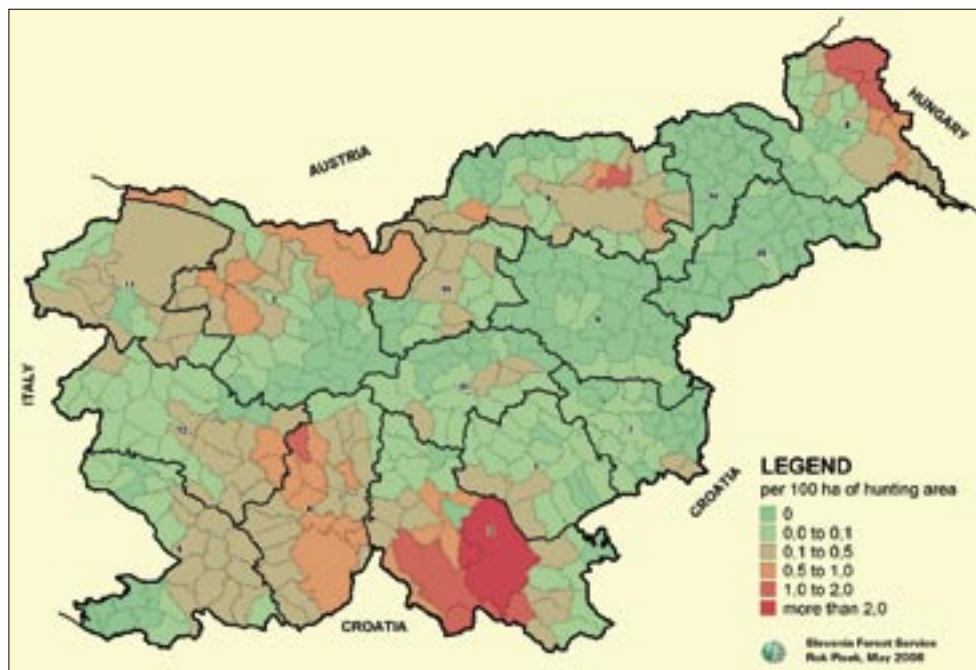 HUNGARY
AUSTRIA
ITALY
CROATIA
CROATIA
LEGEND
per 100 ha of hunting area
0
0,0 to 0,1
0,1 to 0,5
0,5 to 1,0
1,0 to 2,0
more than 2,0
Slovenia Forest Service
Rok Pisek, May 2006